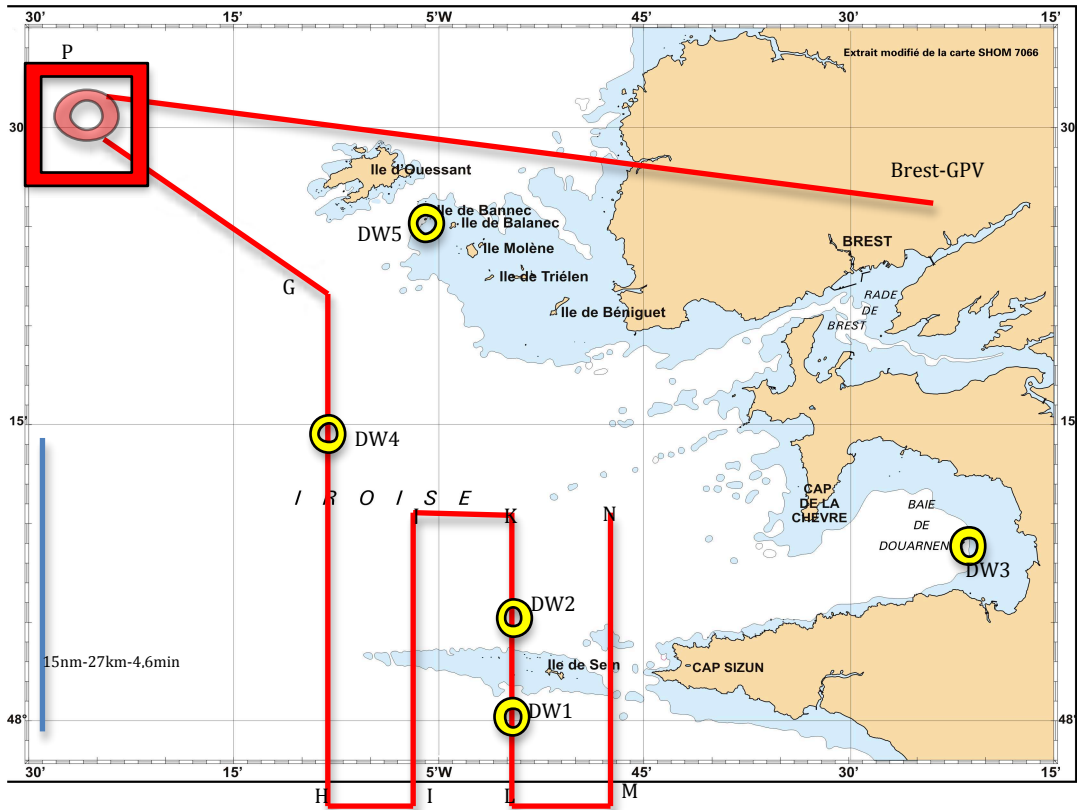 30'
15'
5°W
45'
30'
15'
P
Extrait modifié de la carte SHOM 7066
30'
30'
Ile d'Ouessant
Brest-GPV
Ile de Bannec
DW5
Ile de Balanec
Ile Molène
BREST
Ile de Triélen
G
Ile de Béniguet
RADE
DE
BREST
15'
15'
DW4
I R O I S E
CAP
DE LA
CHEVRE
BAIE
DE
DOUARNEN
J
K
N
DW3
DW2
15nm-27km-4,6min
Ile de Sein
CAP SIZUN
DW1
48°
48°
30'
15'
5°W
45'
30'
15'
H
I
L
M